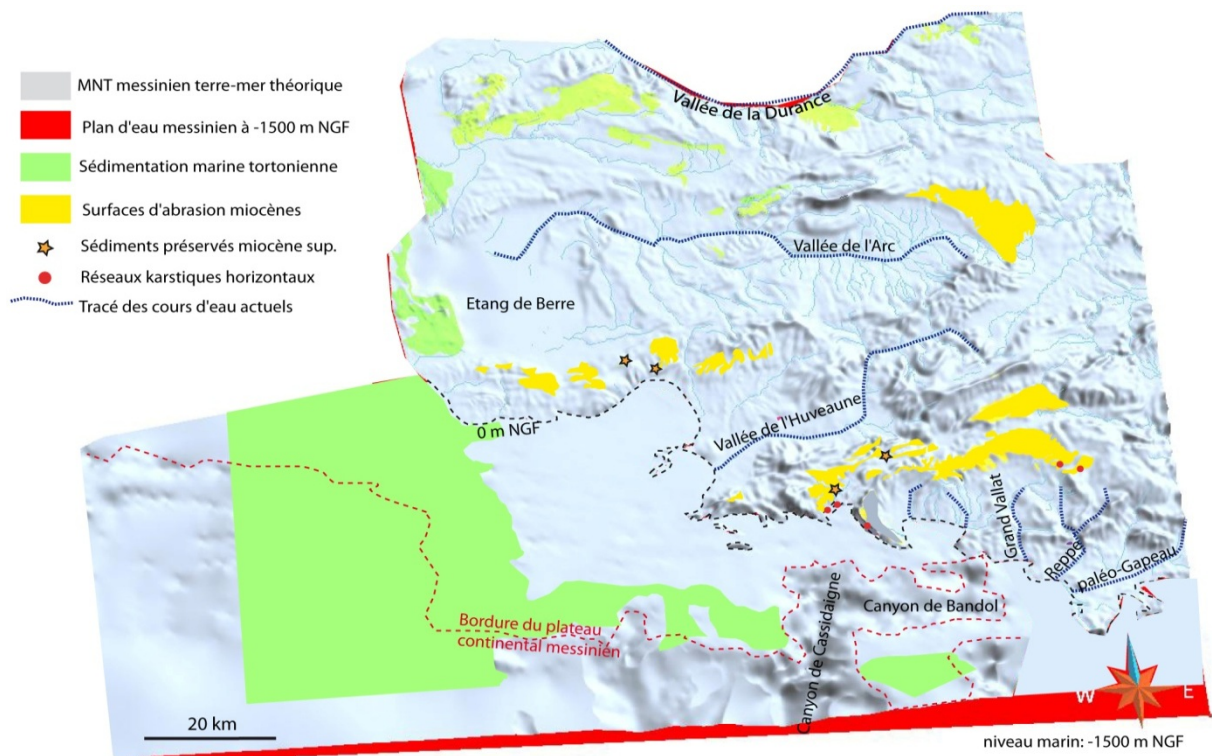 MNT messinien terre-mer théorique
Plan d'eau messinien à -1500 m NGF
Sédimentation marine tortonienne
Surfaces d'abrasion miocènes
Sédiments préservés miocène sup.
Réseaux karstiques horizontaux
Tracé des cours d'eau actuels
Vallée de la Durance
Vallée de l'Arc
Etang de Berre
Vallée de l'Huveaune
0 m NGF
Grand Vallat
Reppe
paléo-Gapeau
Canyon de Bandol
Canyon de Cassidaigne
Bordure du plateau
continental messinien
20 km
W
E
niveau marin: -1500 m NGF